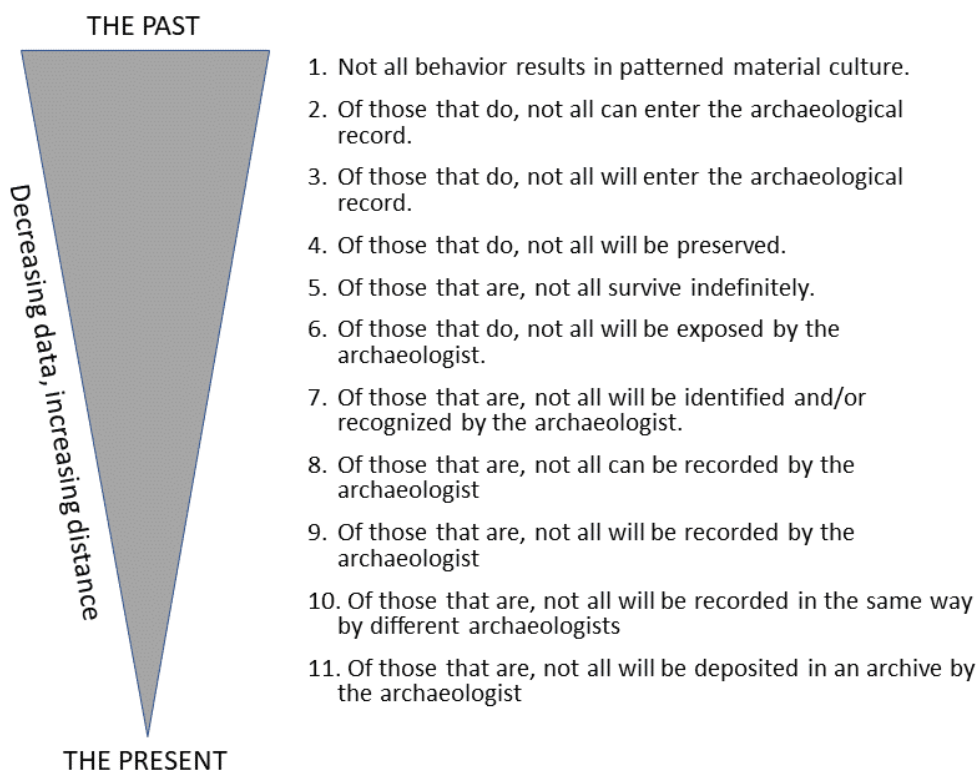 THE PAST
1. Not all behavior results in patterned material culture.
2. Of those that do, not all can enter the archaeological
record.
3. Of those that do, not all will enter the archaeological
record.
4. Of those that do, not all will be preserved.
5. Of those that are, not all survive indefinitely.
6. Of those that do, not all will be exposed by the
archaeologist.
7. Of those that are, not all will be identified and/or
recognized by the archaeologist.
8. Of those that are, not all can be recorded by the
archaeologist
9. Of those that are, not all will be recorded by the
archaeologist
10. Of those that are, not all will be recorded in the same way
by different archaeologists
11. Of those that are, not all will be deposited in an archive by
the archaeologist
Decreasing data, increasing distance
THE PRESENT